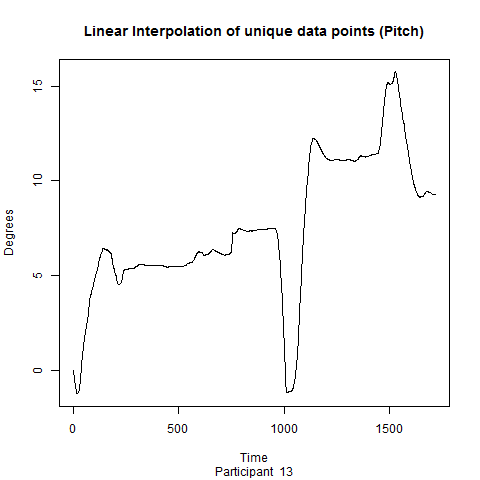 Linear Interpolation of unique data points (Pitch)
15
10
5
0
Degrees
0 500 1000 1500
Time
Participant 13